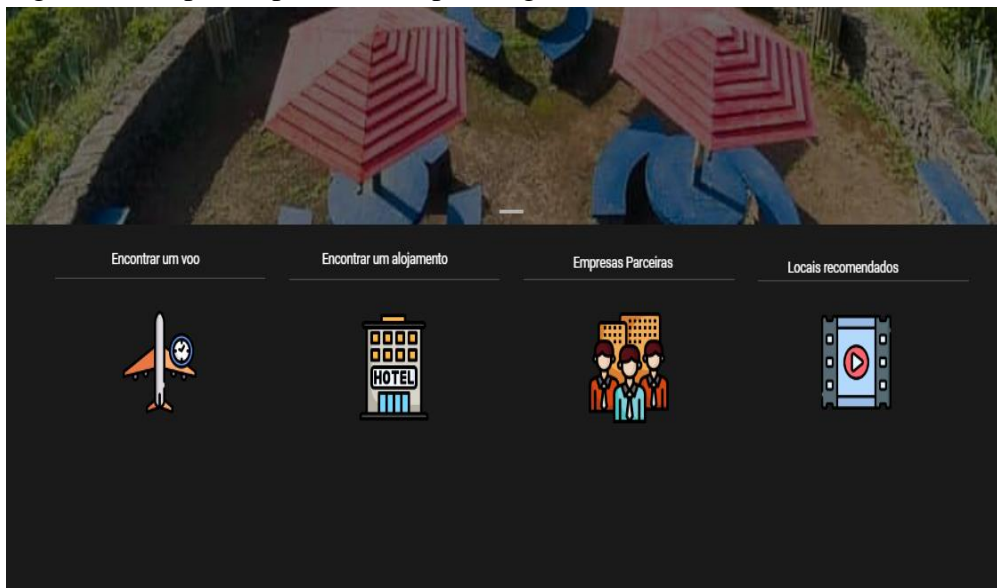 Encontrar um voo
Encontrar um alojamento
Empresas Parceiras
Locais recomendados
HOTEL